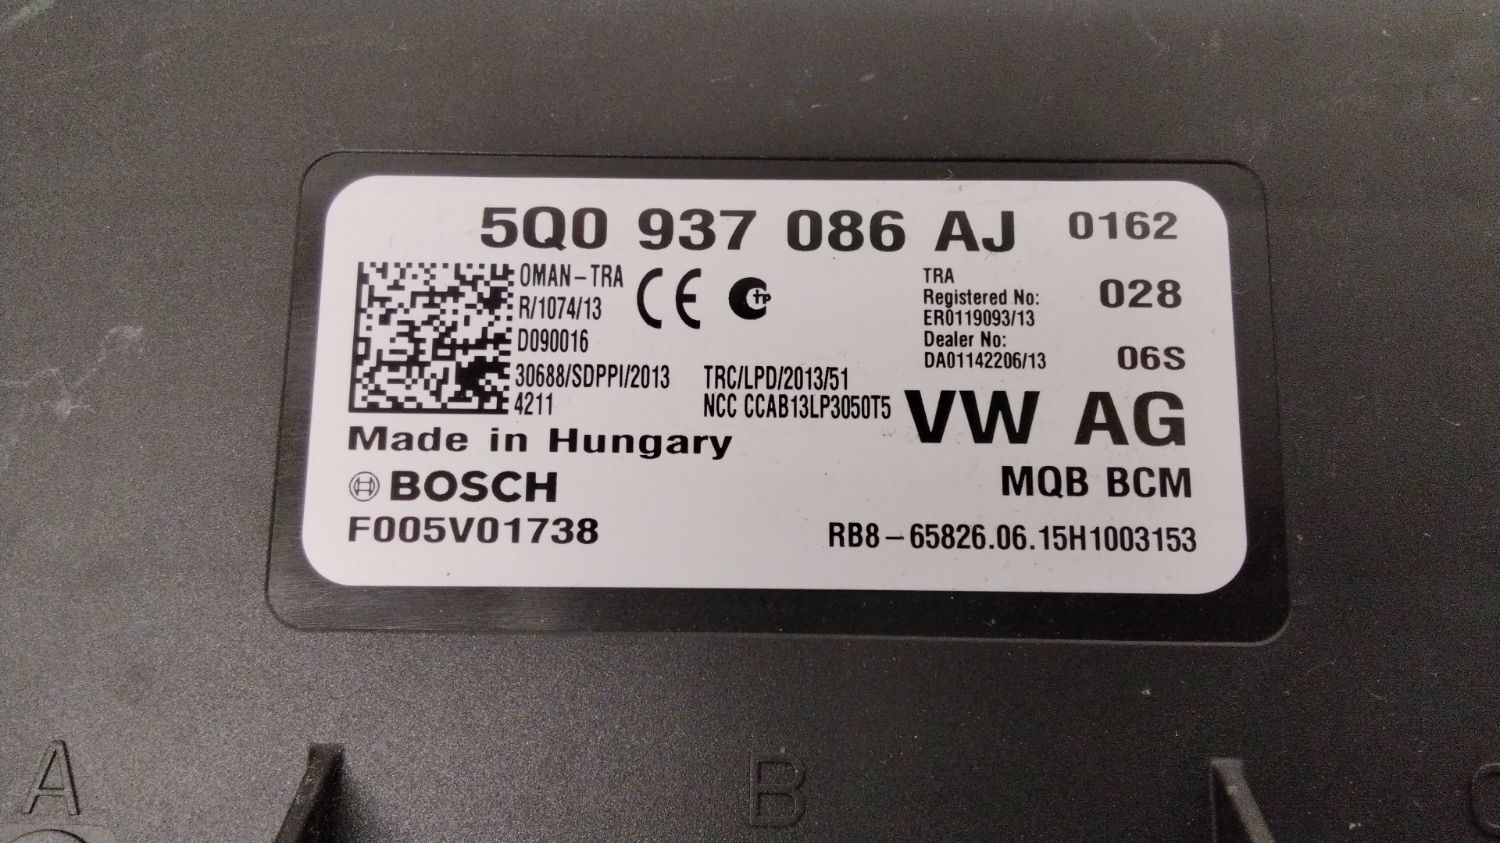 5Q0 937 086 AJ 0162
OMAN-TRA
R/1074/13
D090016
30688/SDPPI/2013
4211
CE
TRC/LPD/2013/51
NCC CCAB13LP3050T5
TRA
Registered No:
ER0119093/13
Dealer No:
DA01142206/13
028
06S
VW AG
MQB BCM
Made in Hungary
BOSCH
F005V01738
RB8-65826.06.15H1003153
A
B
C